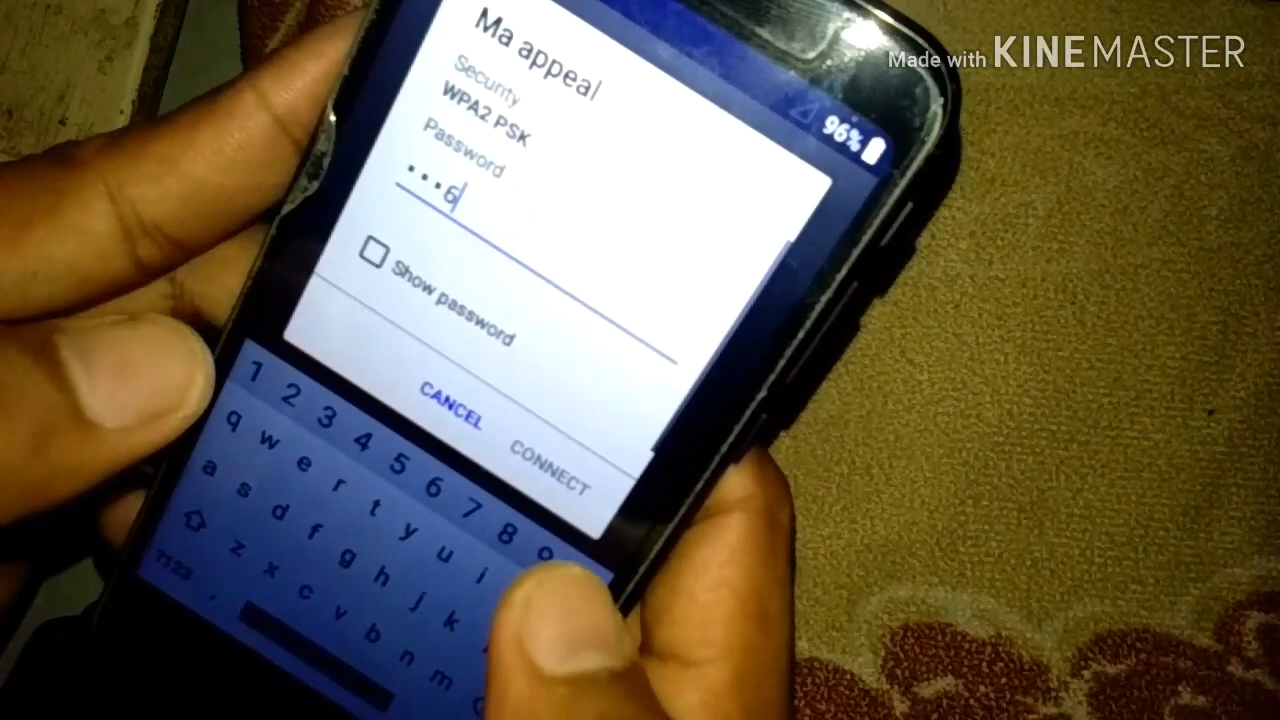 Made with KINEMASTER
96%
Ma appeal
Security
WPA2 PSK
Password
•••6
Show password
CANCEL
CONNECT
1 2 3 4 5 6 7 8 9
q w e r t y u i
a s d f g h j k
z x c v b n m
?123 ,